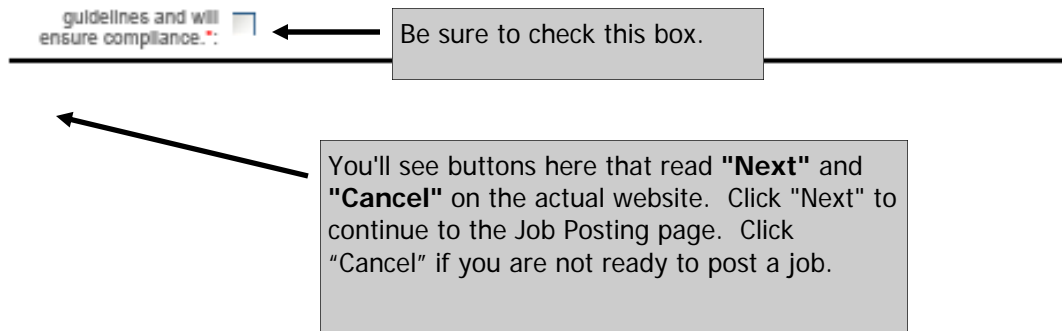 guidelines and will
ensure compliance.*:
Be sure to check this box.
You'll see buttons here that read "Next" and
"Cancel" on the actual website. Click "Next" to
continue to the Job Posting page. Click
“Cancel” if you are not ready to post a job.